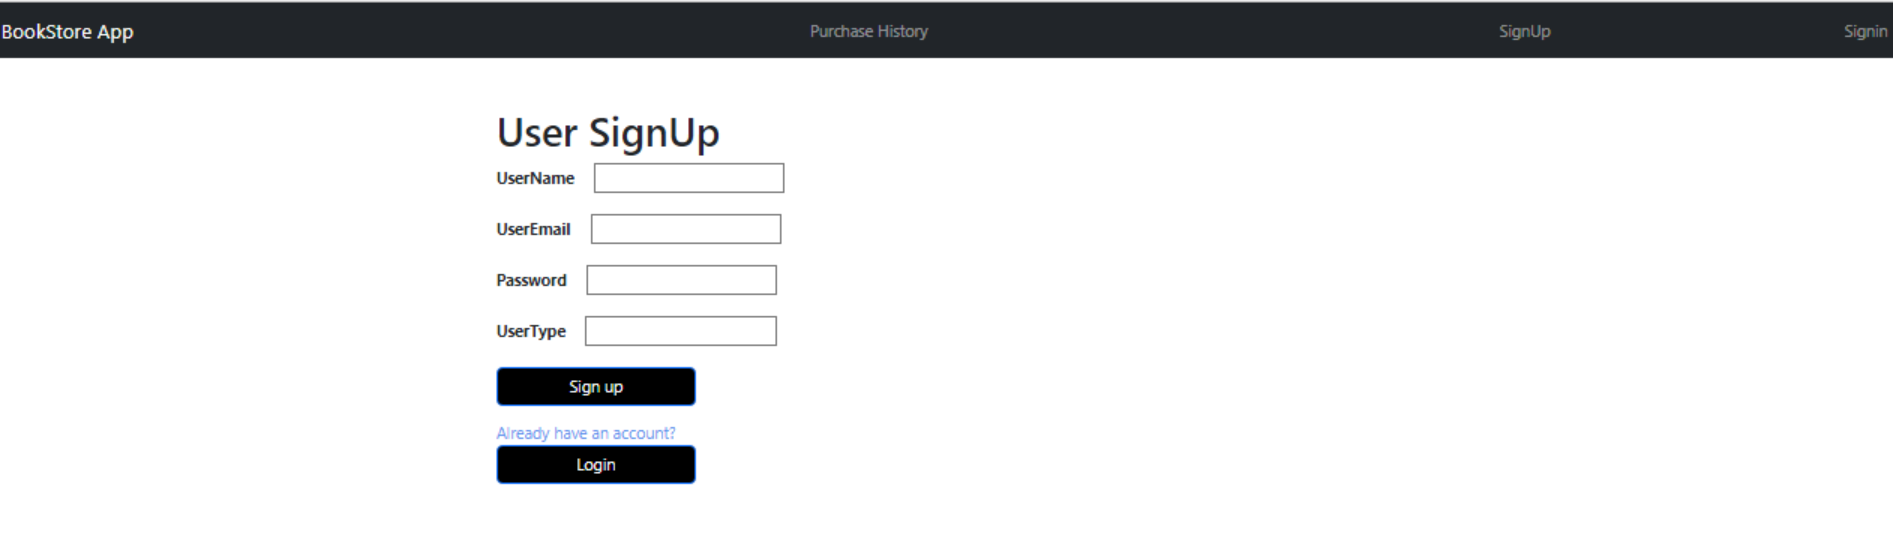 BookStore App Purchase History SignUp Signin
User SignUp
UserName
UserEmail
Password
UserType
Sign up
Already have an account?
Login